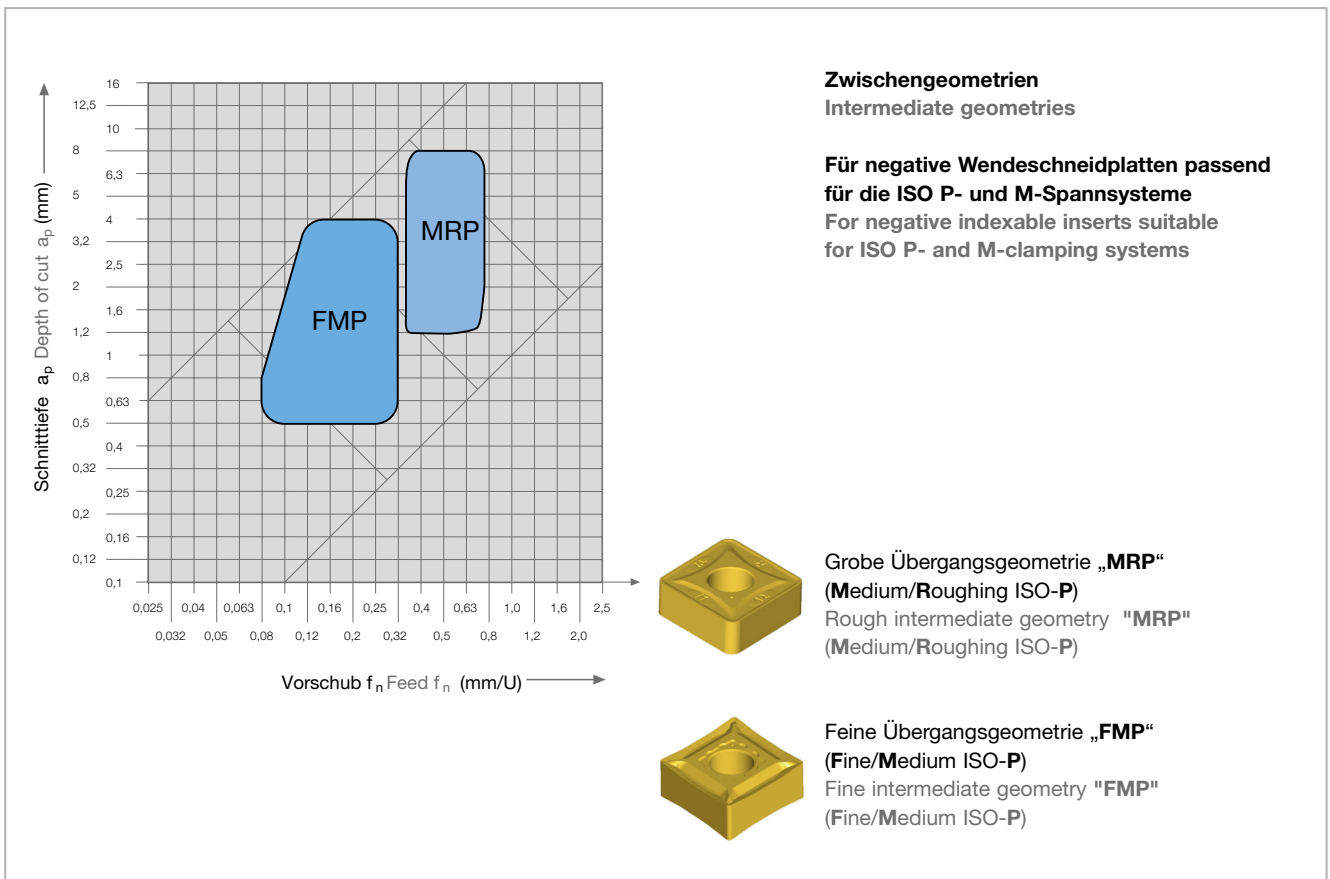 Zwischengeometrien
Intermediate geometries
Für negative Wendeschneidplatten passend
für die ISO P- und M-Spannsysteme
For negative indexable inserts suitable
for ISO P- and M-clamping systems
Schnitttiefe ap Depth of cut ap (mm)
16
12,5
10
8
6,3
5
4
3,2
2,5
2
1,6
1,2
1
0,8
0,63
0,5
0,4
0,32
0,25
0,2
0,16
0,12
0,1
MRP
FMP
0,025 0,04 0,063 0,1 0,16 0,25 0,4 0,63 1,0 1,6 2,5
0,032 0,05 0,08 0,12 0,2 0,32 0,5 0,8 1,2 2,0
Vorschub fn Feed fn (mm/U)
Grobe Übergangsgeometrie „MRP“
(Medium/Roughing ISO-P)
Rough intermediate geometry "MRP"
(Medium/Roughing ISO-P)
Feine Übergangsgeometrie „FMP“
(Fine/Medium ISO-P)
Fine intermediate geometry "FMP"
(Fine/Medium ISO-P)